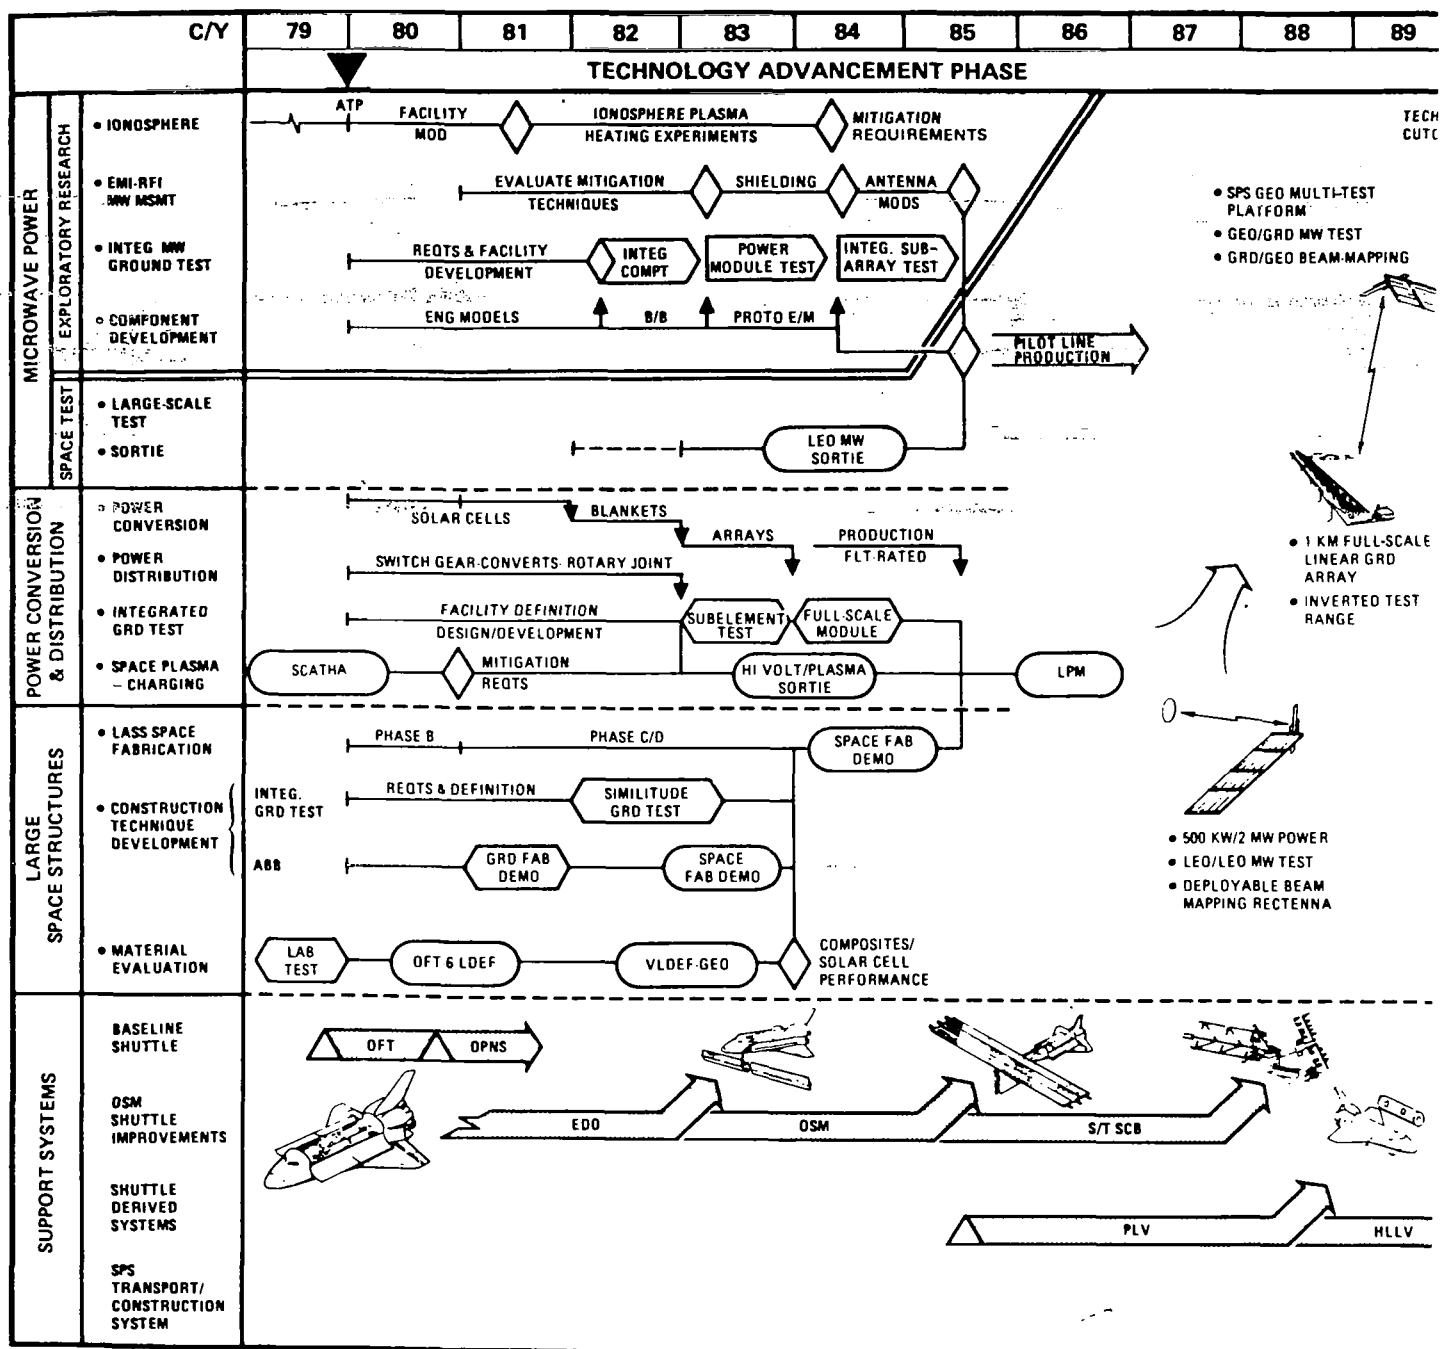 C/Y 79 80 81 82 83 84 85 86 87 88 89
TECHNOLOGY ADVANCEMENT PHASE
MICROWAVE POWER
EXPLORATORY RESEARCH
• IONOSPHERE
ATP
FACILITY
MOD
IONOSPHERE PLASMA
HEATING EXPERIMENTS
MITIGATION
REQUIREMENTS
TECH
• EMI-RFI
MW MSMT
EVALUATE MITIGATION
TECHNIQUES
SHIELDING
ANTENNA
MODS
• SPS GEO MULTI-TEST
PLATFORM
• GEO/GRD MW TEST
• GRD/GEO BEAM-MAPPING
• INTEG MW
GROUND TEST
REQTS & FACILITY
DEVELOPMENT
INTEG
COMPT
POWER
MODULE TEST
INTEG. SUB-
ARRAY TEST
○ COMPONENT
DEVELOPMENT
ENG MODELS
B/B
PROTO E/M
PILOT LINE
PRODUCTION
SPACE TEST
• LARGE-SCALE
TEST
• SORTIE
LEO MW
SORTIE
POWER CONVERSION
& DISTRIBUTION
○ POWER
CONVERSION
SOLAR CELLS
BLANKETS
ARRAYS
PRODUCTION
FLT-RATED
• 1 KM FULL-SCALE
LINEAR GRD
ARRAY
• INVERTED TEST
RANGE
• POWER
DISTRIBUTION
SWITCH GEAR-CONVERTS-ROTARY JOINT
• INTEGRATED
GRD TEST
FACILITY DEFINITION
DESIGN/DEVELOPMENT
SUBELEMENT
TEST
FULL-SCALE
MODULE
• SPACE PLASMA
– CHARGING
SCATHA
MITIGATION
REQTS
HI VOLT/PLASMA
SORTIE
LPM
LARGE
SPACE STRUCTURES
• LASS SPACE
FABRICATION
PHASE B
PHASE C/D
SPACE FAB
DEMO
• CONSTRUCTION
TECHNIQUE
DEVELOPMENT
INTEG.
GRD TEST
REQTS & DEFINITION
SIMILITUDE
GRD TEST
ABB
GRD FAB
DEMO
SPACE
FAB DEMO
• 500 KW/2 MW POWER
• LEO/LEO MW TEST
• DEPLOYABLE BEAM
MAPPING RECTENNA
• MATERIAL
EVALUATION
LAB
TEST
OFT 6 LDEF
VLDEF-GEO
COMPOSITES/
SOLAR CELL
PERFORMANCE
SUPPORT SYSTEMS
BASELINE
SHUTTLE
OFT
OPNS
OSM
SHUTTLE
IMPROVEMENTS
EDO
OSM
S/T SCB
SHUTTLE
DERIVED
SYSTEMS
PLV
HLLV
SPS
TRANSPORT/
CONSTRUCTION
SYSTEM